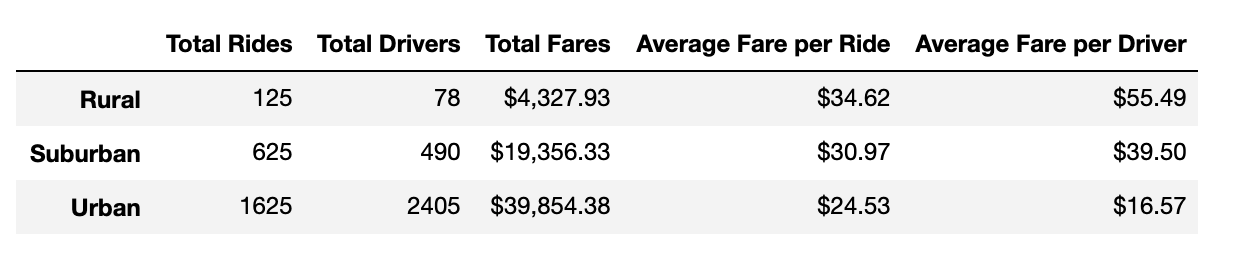 Total Rides Total Drivers Total Fares Average Fare per Ride Average Fare per Driver
Rural 125 78 $4,327.93 $34.62 $55.49
Suburban 625 490 $19,356.33 $30.97 $39.50
Urban 1625 2405 $39,854.38 $24.53 $16.57